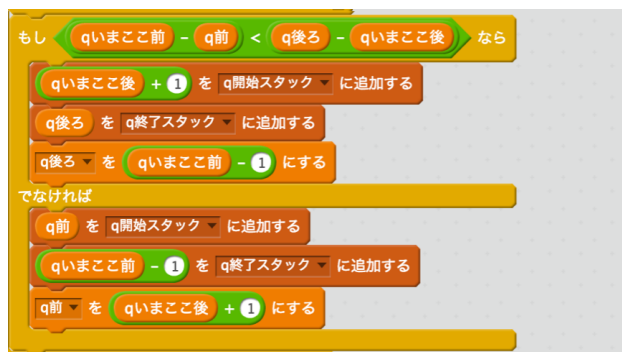 もし qいまここ前 - q前 < q後ろ - qいまここ後 なら
qいまここ後 + 1 を q開始スタック に追加する
q後ろ を q終了スタック に追加する
q後ろ を qいまここ前 - 1 にする
でなければ
q前 を q開始スタック に追加する
qいまここ前 - 1 を q終了スタック に追加する
q前 を qいまここ後 + 1 にする